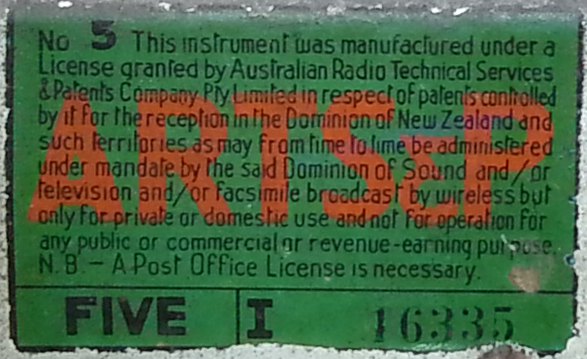 No 5 This instrument was manufactured under a
License granted by Australian Radio Technical Services
& Patents Company Pty Limited in respect of patents controlled
by it for the reception in the Dominion of New Zealand and
such territories as may from time to time be administered
under mandate by the said Dominion of Sound and/or
television and/or facsimile broadcast by wireless but
only for private or domestic use and not for operation for
any public or commercial or revenue-earning purpose.
N.B. – A Post Office License is necessary.
ARTS&P
FIVE I 16335